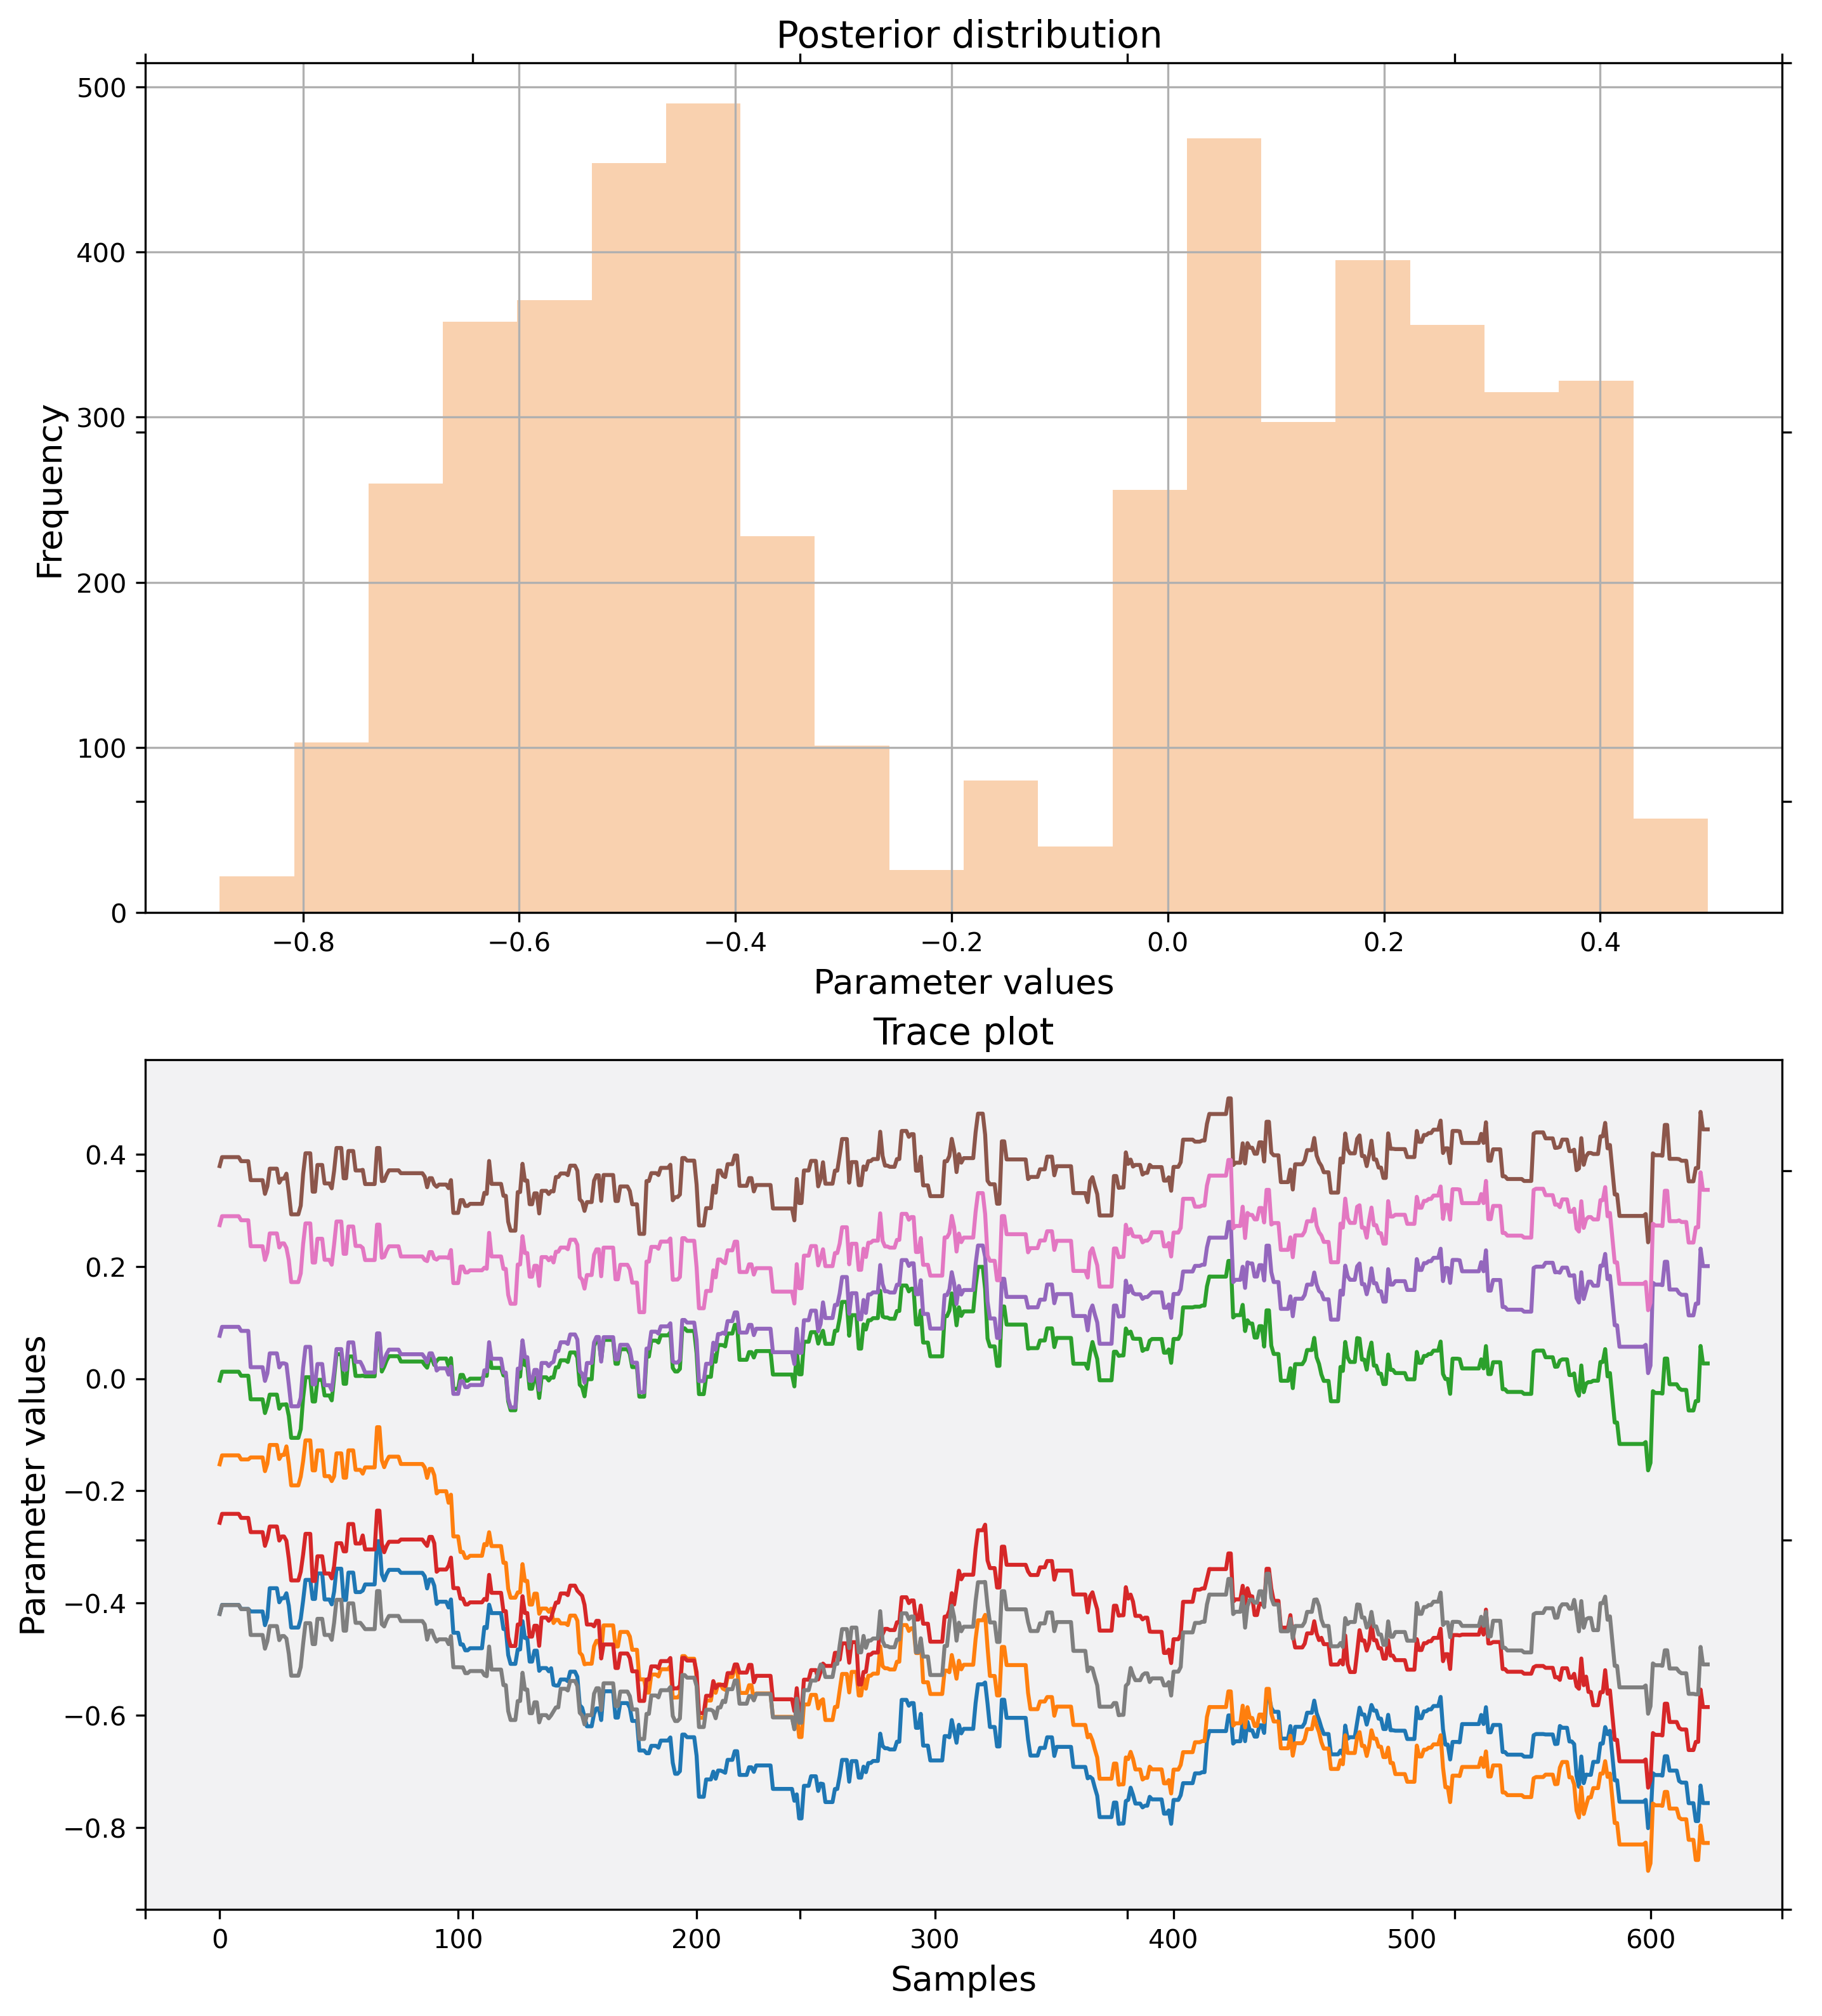 Posterior distribution
500
400
300
200
100
0
Frequency
−0.8 −0.6 −0.4 −0.2 0.0 0.2 0.4
Parameter values
Trace plot
0.4
0.2
0.0
−0.2
−0.4
−0.6
−0.8
Parameter values
0 100 200 300 400 500 600
Samples